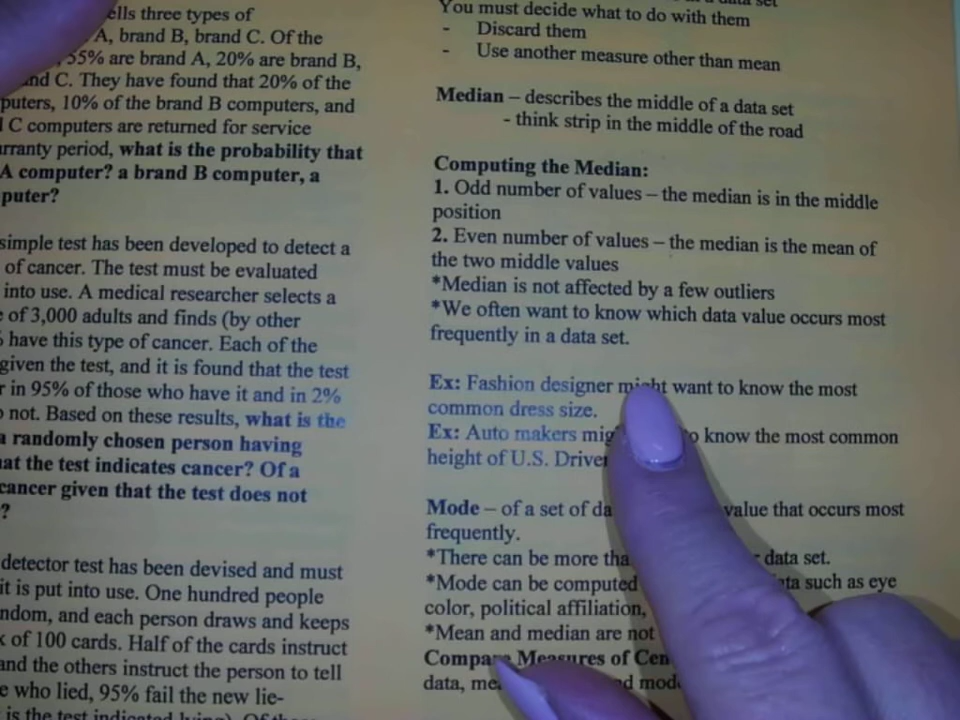 ells three types of
A, brand B, brand C. Of the
55% are brand A, 20% are brand B,
nd C. They have found that 20% of the
puters, 10% of the brand B computers, and
C computers are returned for service
rranty period, what is the probability that
A computer? a brand B computer, a
puter?
simple test has been developed to detect a
of cancer. The test must be evaluated
into use. A medical researcher selects a
of 3,000 adults and finds (by other
have this type of cancer. Each of the
given the test, and it is found that the test
r in 95% of those who have it and in 2%
not. Based on these results, what is the
a randomly chosen person having
at the test indicates cancer? Of a
cancer given that the test does not
?
detector test has been devised and must
it is put into use. One hundred people
ndom, and each person draws and keeps
of 100 cards. Half of the cards instruct
and the others instruct the person to tell
e who lied, 95% fail the new lie-
is the test indicated lying). Of
You must decide what to do with them
- Discard them
- Use another measure other than mean
Median – describes the middle of a data set
- think strip in the middle of the road
Computing the Median:
1. Odd number of values – the median is in the middle
position
2. Even number of values – the median is the mean of
the two middle values
*Median is not affected by a few outliers
*We often want to know which data value occurs most
frequently in a data set.
Ex: Fashion designer might want to know the most
common dress size.
Ex: Auto makers mig o know the most common
height of U.S. Driver
Mode – of a set of da value that occurs most
frequently.
*There can be more tha data set.
*Mode can be computed ata such as eye
color, political affiliation,
*Mean and median are not
Compare Measures of Cen
data, me d mod